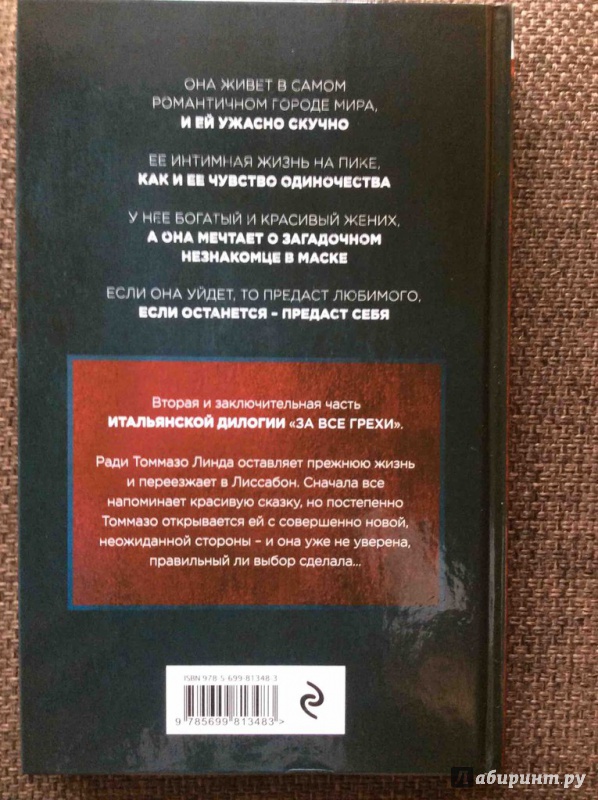 ОНА ЖИВЕТ В САМОМ
РОМАНТИЧНОМ ГОРОДЕ МИРА,
И ЕЙ УЖАСНО СКУЧНО
ЕЕ ИНТИМНАЯ ЖИЗНЬ НА ПИКЕ,
КАК И ЕЕ ЧУВСТВО ОДИНОЧЕСТВА
У НЕЕ БОГАТЫЙ И КРАСИВЫЙ ЖЕНИХ,
А ОНА МЕЧТАЕТ О ЗАГАДОЧНОМ
НЕЗНАКОМЦЕ В МАСКЕ
ЕСЛИ ОНА УЙДЕТ, ТО ПРЕДАСТ ЛЮБИМОГО,
ЕСЛИ ОСТАНЕТСЯ – ПРЕДАСТ СЕБЯ
Вторая и заключительная часть
ИТАЛЬЯНСКОЙ ДИЛОГИИ «ЗА ВСЕ ГРЕХИ».
Ради Томмазо Линда оставляет прежнюю жизнь
и переезжает в Лиссабон. Сначала все
напоминает красивую сказку, но постепенно
Томмазо открывается ей с совершенно новой,
неожиданной стороны – и она уже не уверена,
правильный ли выбор сделала...
ISBN 978-5-699-81348-3
9 785699 813483 >
Лабиринт.ру